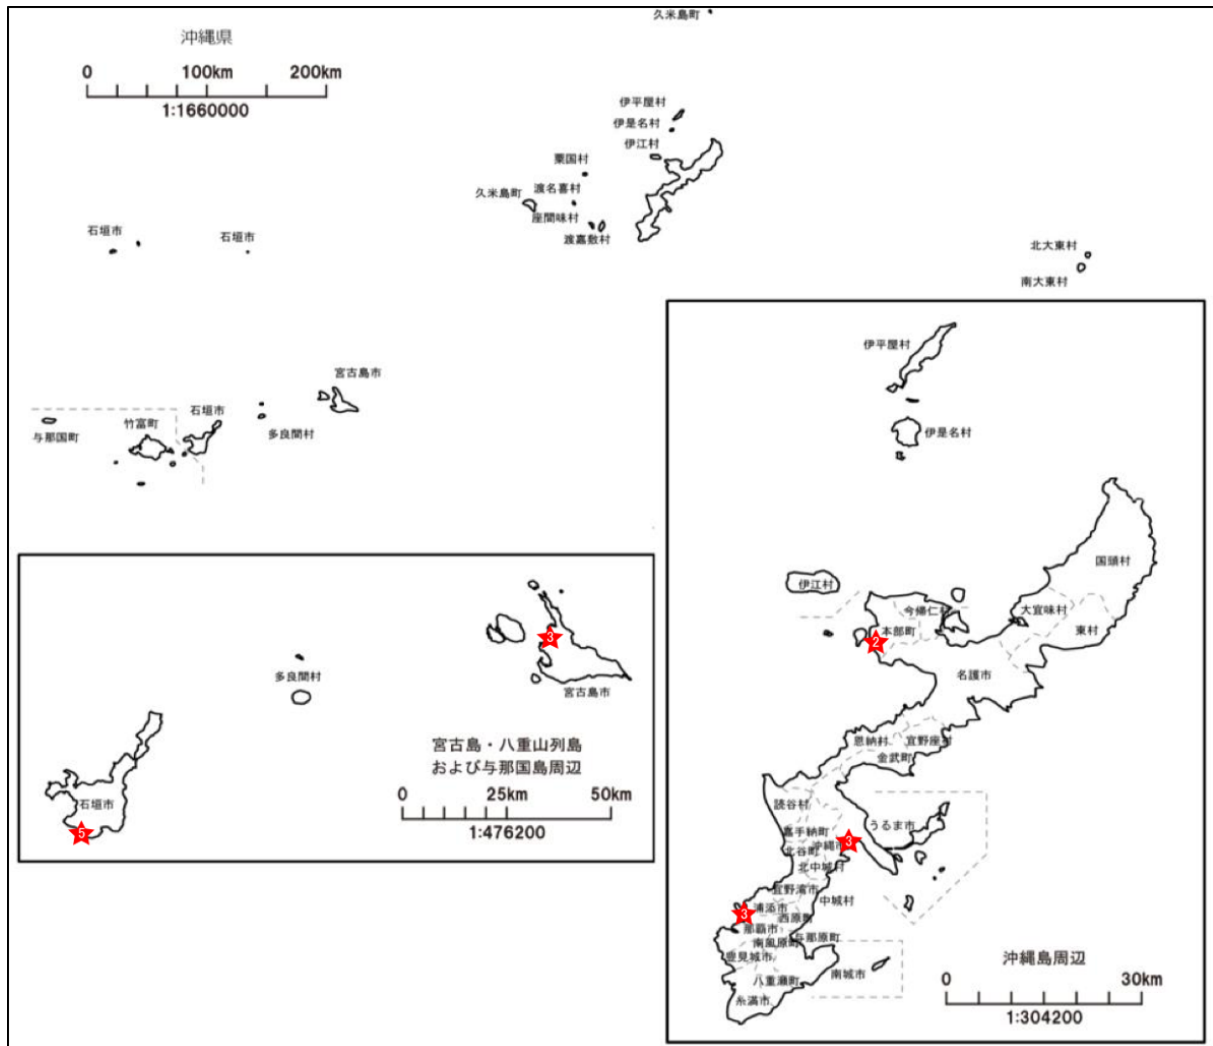 久米島町
沖縄県
0 100km 200km
1:1660000
伊平屋村
伊是名村
伊江村
粟国村
久米島町
渡名喜村
座間味村
渡嘉敷村
石垣市
石垣市
北大東村
南大東村
宮古島市
石垣市
竹富町
与那国町
多良間村
3
多良間村
宮古島市
石垣市
5
宮古島・八重山列島
および与那国島周辺
0 25km 50km
1:476200
伊平屋村
伊是名村
国頭村
伊江村
今帰仁村
大宜味村
本部町
東村
2
名護市
恩納村
宜野座村
金武町
読谷村
うるま市
嘉手納町
沖縄市
3
北谷町
北中城村
宜野湾市
中城村
浦添市
3
西原町
那覇市
与那原町
南風原町
豊見城市
南城市
八重瀬町
糸満市
沖縄島周辺
0 30km
1:304200